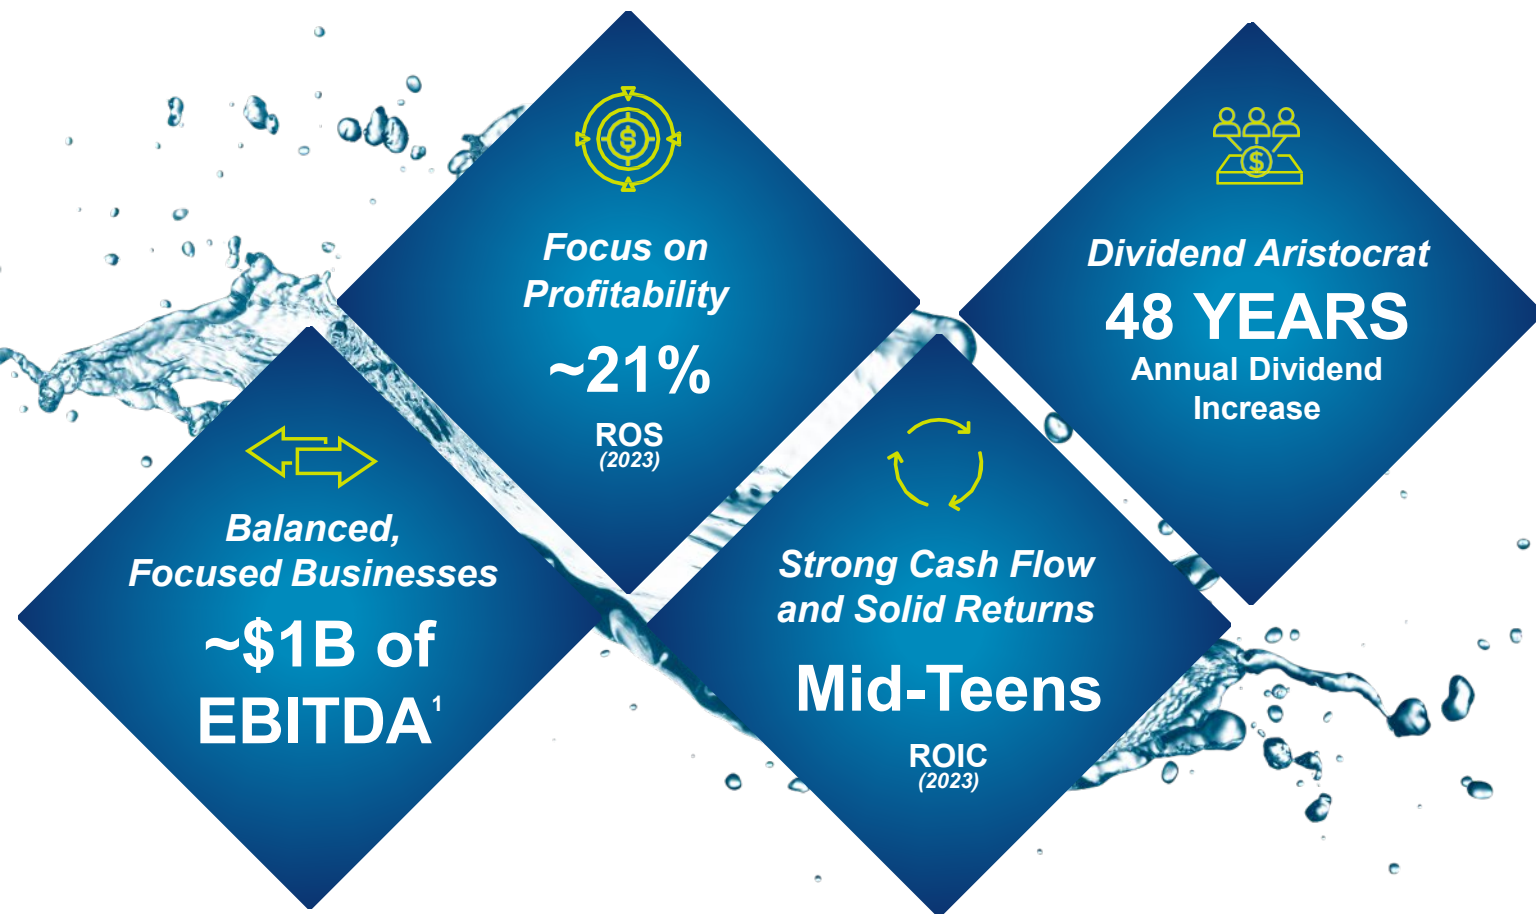 Focus on
Profitability
~21%
ROS
(2023)
Dividend Aristocrat
48 YEARS
Annual Dividend
Increase
Balanced,
Focused Businesses
~$1B of
EBITDA¹
Strong Cash Flow
and Solid Returns
Mid-Teens
ROIC
(2023)
$
$